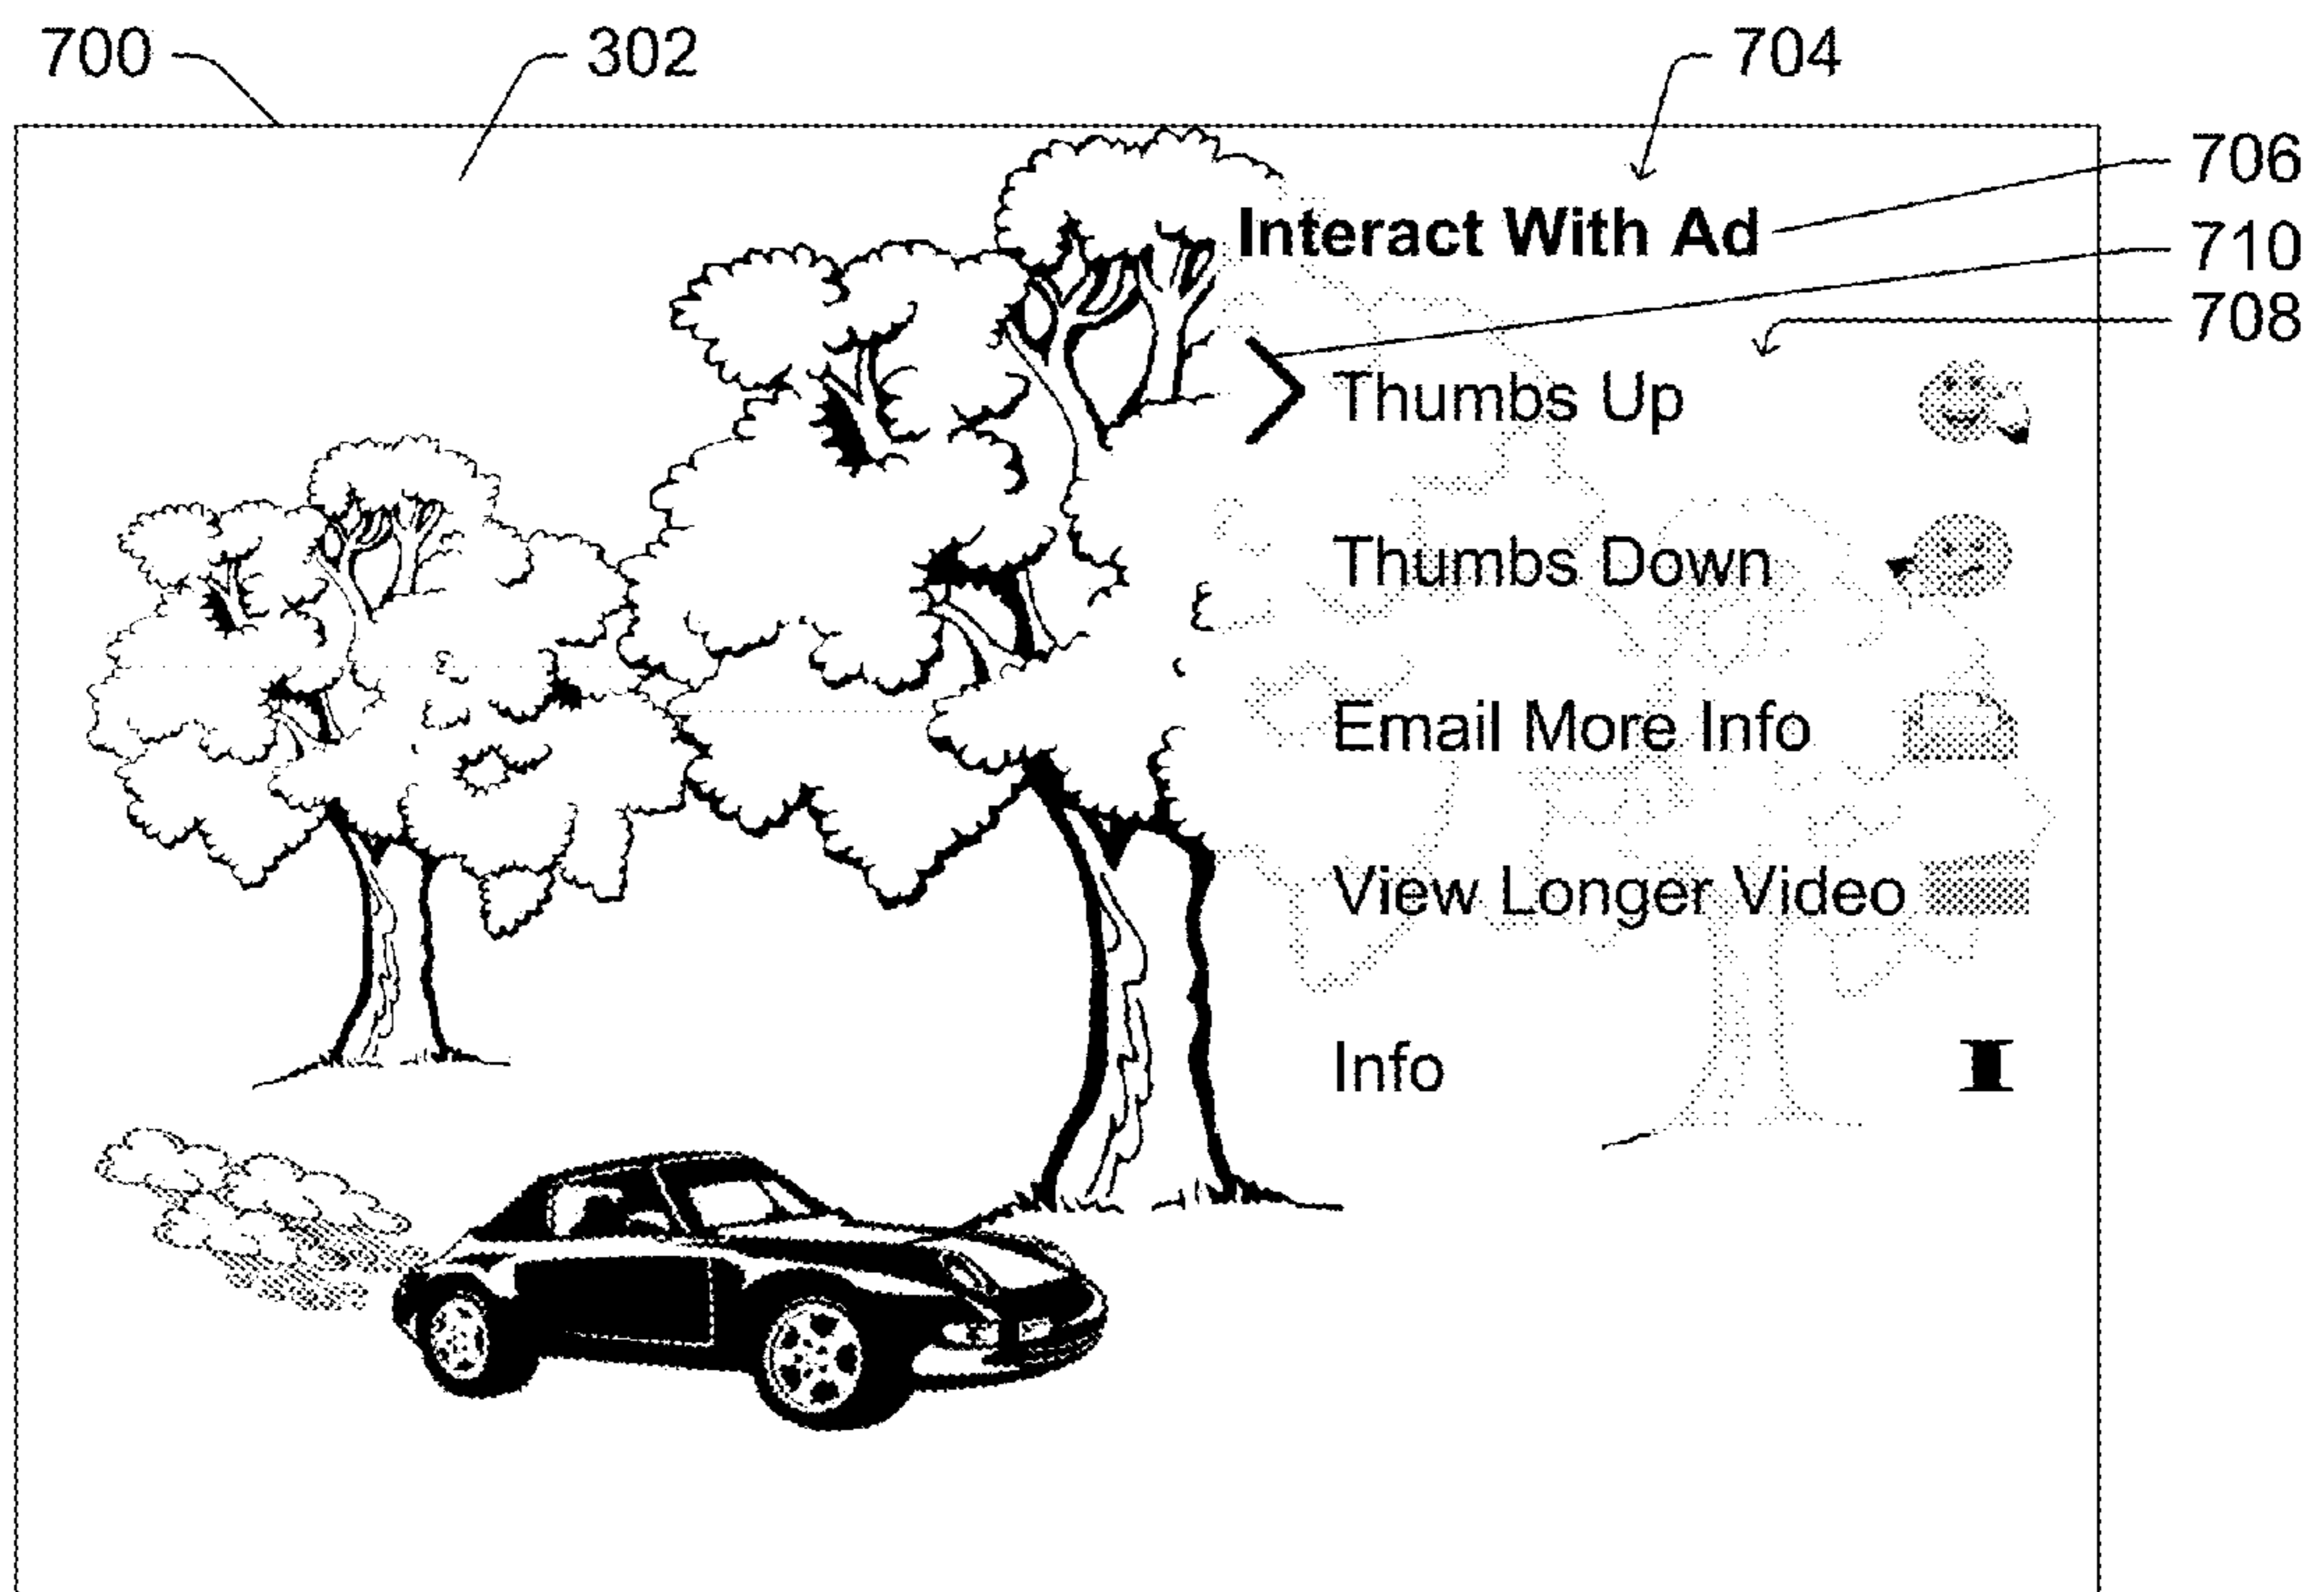 700
302
704
706
Interact With Ad
710
708
Thumbs Up
Thumbs Down
Email More Info
View Longer Video
Info
I